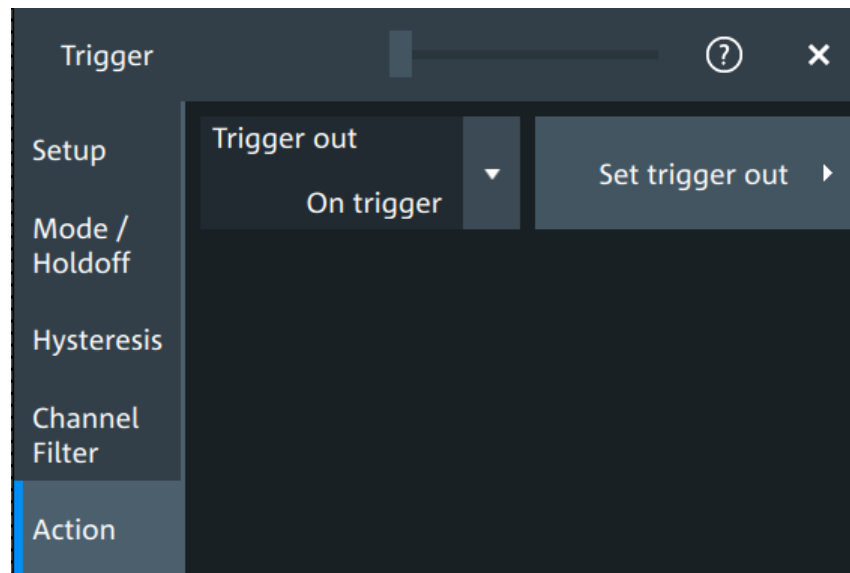 Trigger
?
Setup
Mode /
Holdoff
Hysteresis
Channel
Filter
Action
Trigger out
On trigger
Set trigger out